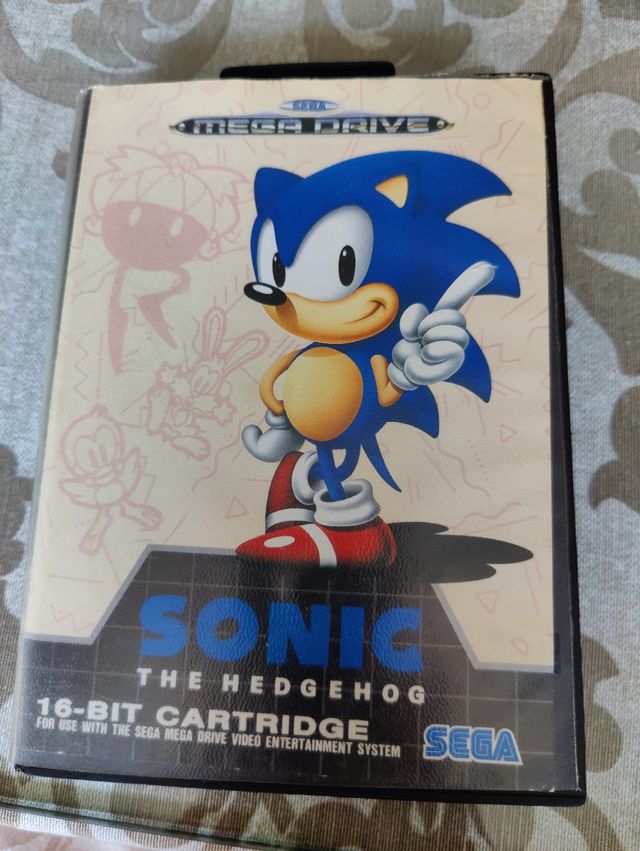 SEGA
MEGA DRIVE
SONIC
THE HEDGEHOG
16-BIT CARTRIDGE
FOR USE WITH THE SEGA MEGA DRIVE VIDEO ENTERTAINMENT SYSTEM
SEGA